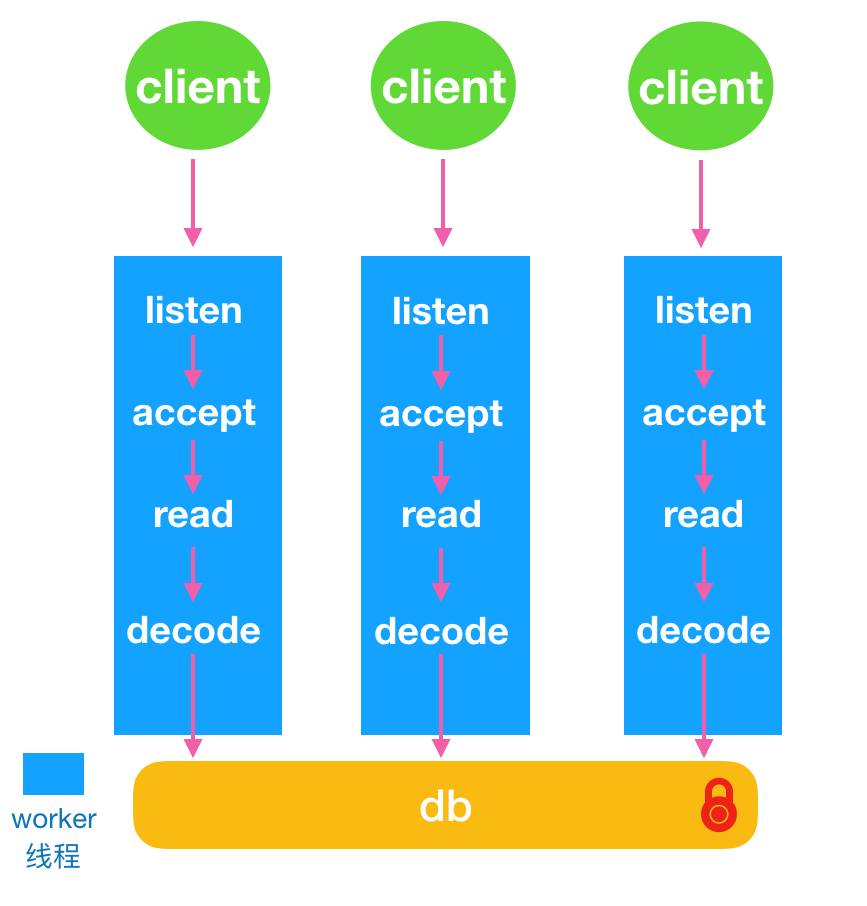 client
client
client
listen
listen
listen
accept
accept
accept
read
read
read
decode
decode
decode
db
worker
线程